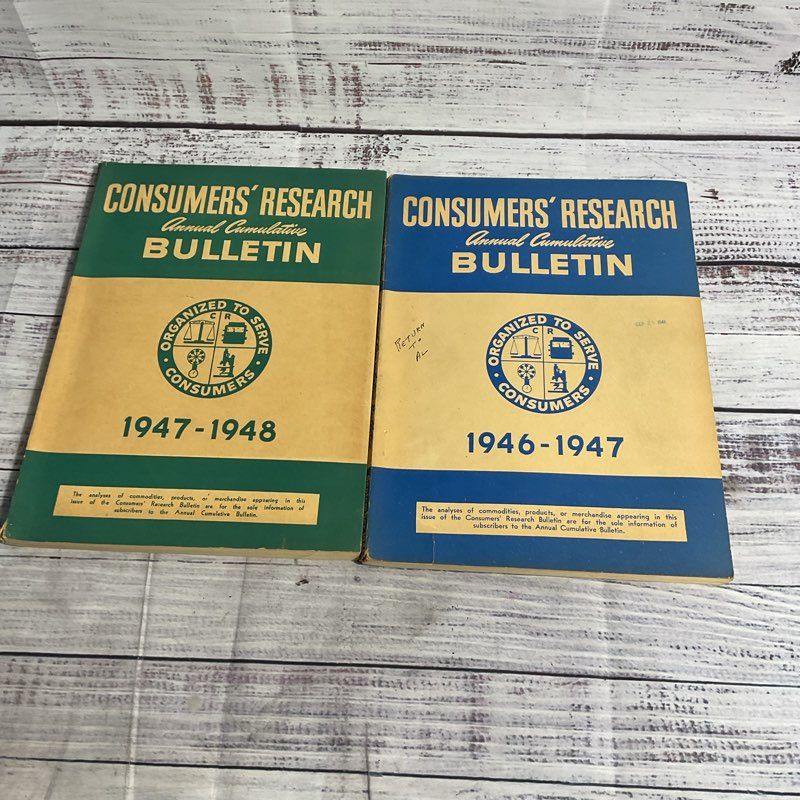 CONSUMERS' RESEARCH
Annual Cumulative
BULLETIN
ORGANIZED TO SERVE
C R
CONSUMERS
1947-1948
The analyses of commodities, products, or merchandise appearing in this
issue of the Consumers' Research Bulletin are for the sole information of
subscribers to the Annual Cumulative Bulletin.
CONSUMERS' RESEARCH
Annual Cumulative
BULLETIN
RETURN
TO
AL
ORGANIZED TO SERVE
C R
CONSUMERS
1946-1947
The analyses of commodities, products, or merchandise appearing in this
issue of the Consumers' Research Bulletin are for the sole information of
subscribers to the Annual Cumulative Bulletin.